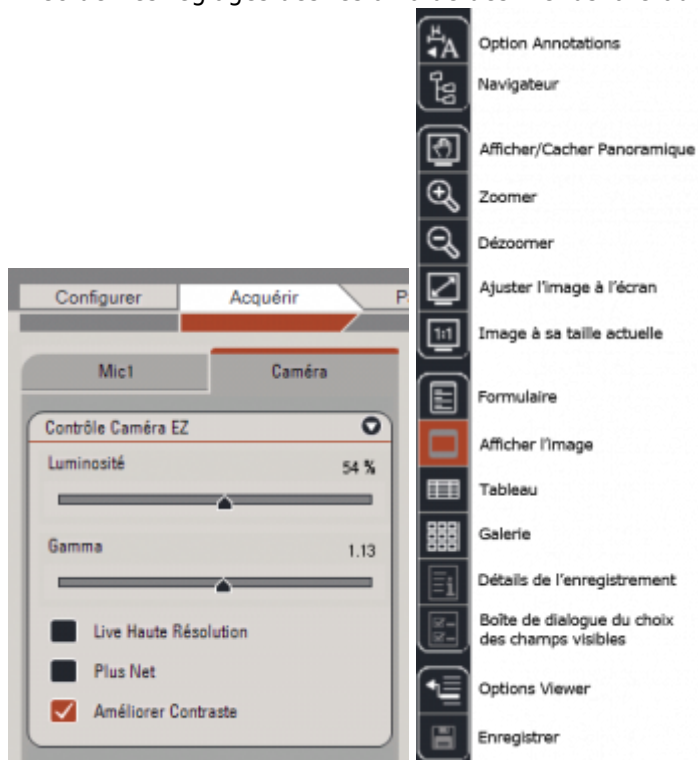 Configurer
Acquérir
Mic1
Caméra
Contrôle Caméra EZ
Luminosité
54 %
Gamma
1.13
Live Haute Résolution
Plus Net
Améliorer Contraste
Option Annotations
Navigateur
Afficher/Cacher Panoramique
Zoomer
Dézoomer
Ajuster l'image à l'écran
1:1
Image à sa taille actuelle
Formulaire
Afficher l'image
Tableau
Galerie
Détails de l'enregistrement
Boîte de dialogue du choix
des champs visibles
Options Viewer
Enregistrer